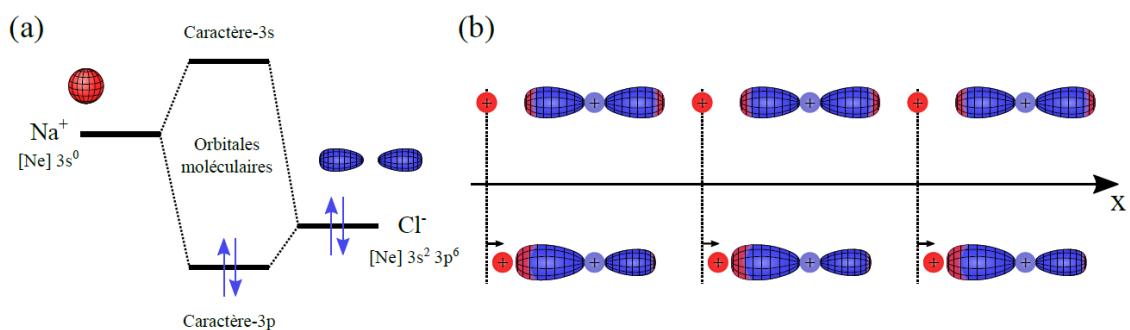 (a)
Caractère-3s
Na⁺
[Ne] 3s⁰
Orbitales
moléculaires
Cl⁻
[Ne] 3s² 3p⁶
Caractère-3p
(b)
+ + + + + +
X
+ + + + + +